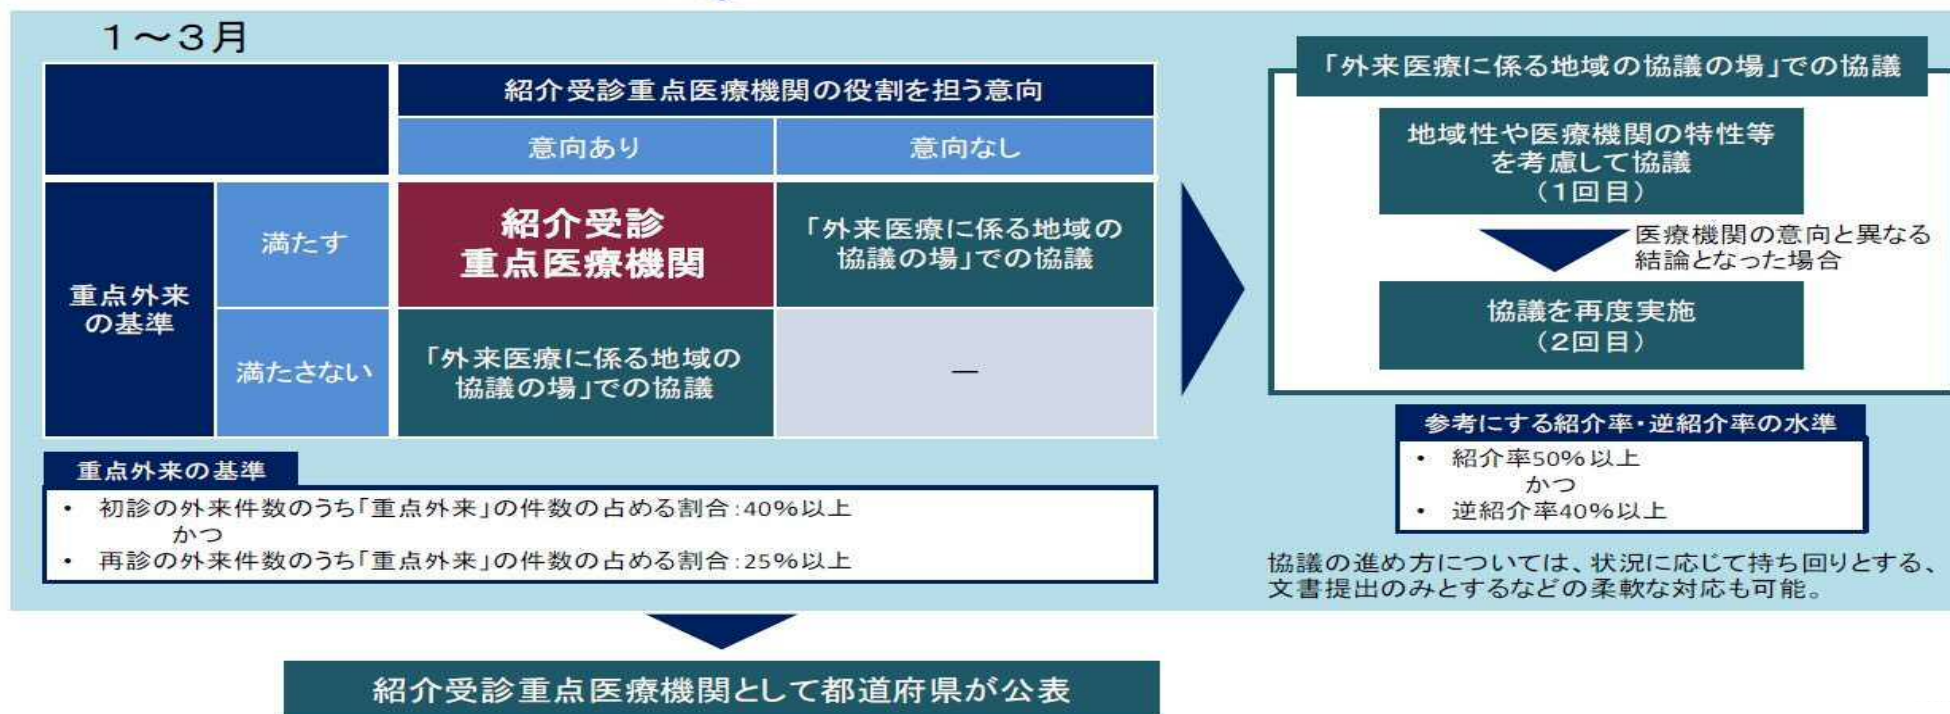 1～3月
紹介受診重点医療機関の役割を担う意向
意向あり
意向なし
重点外来
の基準
満たす
紹介受診
重点医療機関
「外来医療に係る地域の
協議の場」での協議
満たさない
「外来医療に係る地域の
協議の場」での協議
―
重点外来の基準
・ 初診の外来件数のうち「重点外来」の件数の占める割合:40%以上
かつ
・ 再診の外来件数のうち「重点外来」の件数の占める割合:25%以上
「外来医療に係る地域の協議の場」での協議
地域性や医療機関の特性等
を考慮して協議
（1回目）
医療機関の意向と異なる
結論となった場合
協議を再度実施
（2回目）
参考にする紹介率・逆紹介率の水準
・ 紹介率50%以上
かつ
・ 逆紹介率40%以上
協議の進め方については、状況に応じて持ち回りとする、
文書提出のみとするなどの柔軟な対応も可能。
紹介受診重点医療機関として都道府県が公表